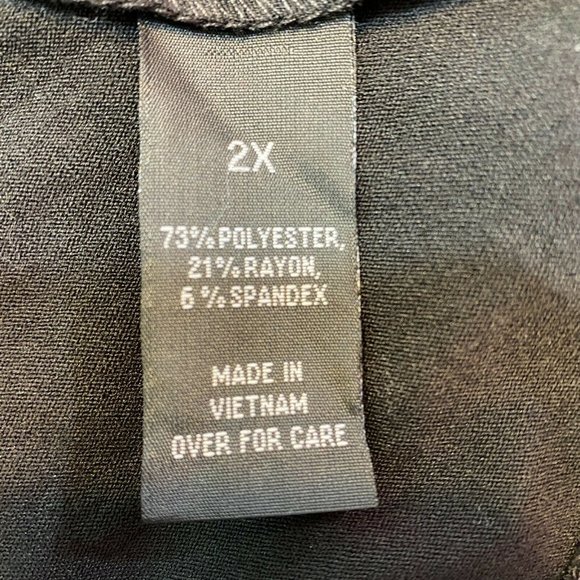 2X
73% POLYESTER,
21% RAYON,
6% SPANDEX
MADE IN
VIETNAM
OVER FOR CARE